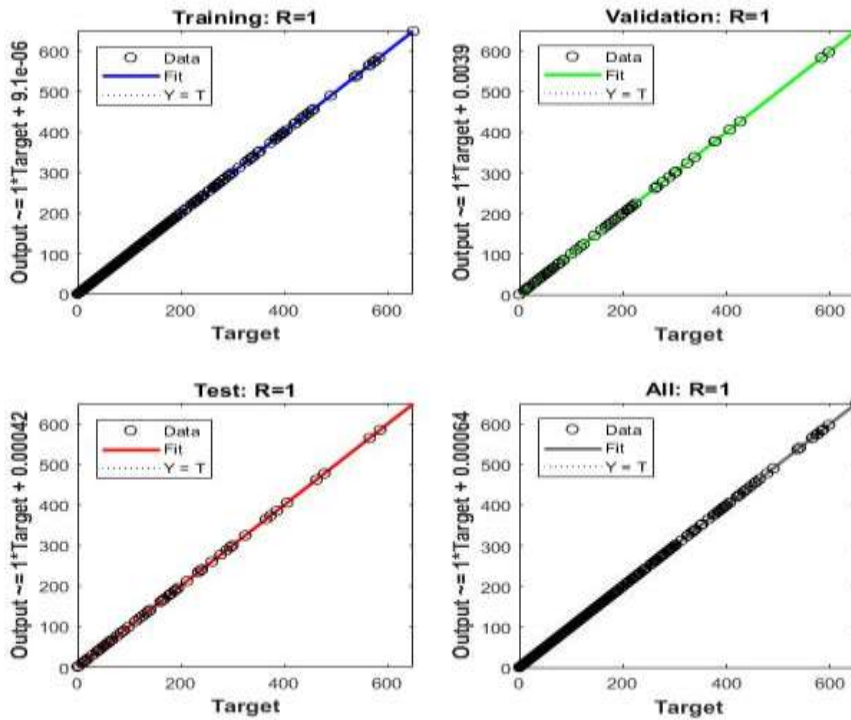 Training: R=1
Output ~= 1*Target + 9.1e-06
600
500
400
300
200
100
0
Data
Fit
Y = T
0 200 400 600
Target
Validation: R=1
Output ~= 1*Target + 0.0039
600
500
400
300
200
100
0
Data
Fit
Y = T
0 200 400 600
Target
Test: R=1
Output ~= 1*Target + 0.00042
600
500
400
300
200
100
0
Data
Fit
Y = T
0 200 400 600
Target
All: R=1
Output ~= 1*Target + 0.00064
600
500
400
300
200
100
0
Data
Fit
Y = T
0 200 400 600
Target